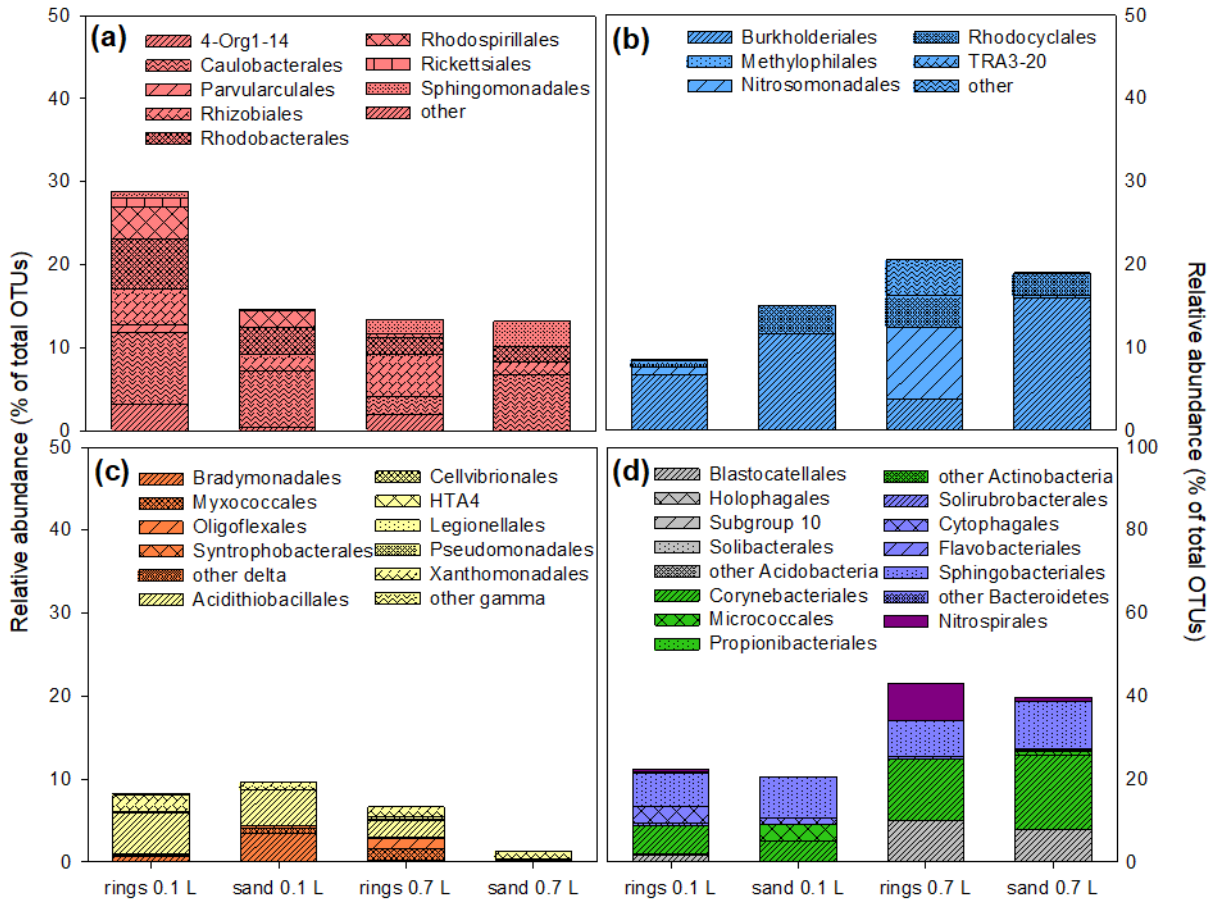 (a)
4-Org1-14
Caulobacterales
Parvularculales
Rhizobiales
Rhodobacterales
Rhodospirillales
Rickettsiales
Sphingomonadales
other
50
40
30
20
10
0
(b)
Burkholderiales
Methylophilales
Nitrosomonadales
Rhodocyclales
TRA3-20
other
50
40
30
20
10
0
Relative abundance (% of total OTUs)
Relative abundance (% of total OTUs)
(c)
Bradymonadales
Myxococcales
Oligoflexales
Syntrophobacterales
other delta
Acidithiobacillales
Cellvibrionales
HTA4
Legionellales
Pseudomonadales
Xanthomonadales
other gamma
50
40
30
20
10
0
rings 0.1 L
sand 0.1 L
rings 0.7 L
sand 0.7 L
(d)
Blastocatellales
Holophagales
Subgroup 10
Solibacterales
other Acidobacteria
Corynebacteriales
Micrococcales
Propionibacteriales
other Actinobacteria
Solirubrobacterales
Cytophagales
Flavobacteriales
Sphingobacteriales
other Bacteroidetes
Nitrospirales
100
80
60
40
20
0
rings 0.1 L
sand 0.1 L
rings 0.7 L
sand 0.7 L